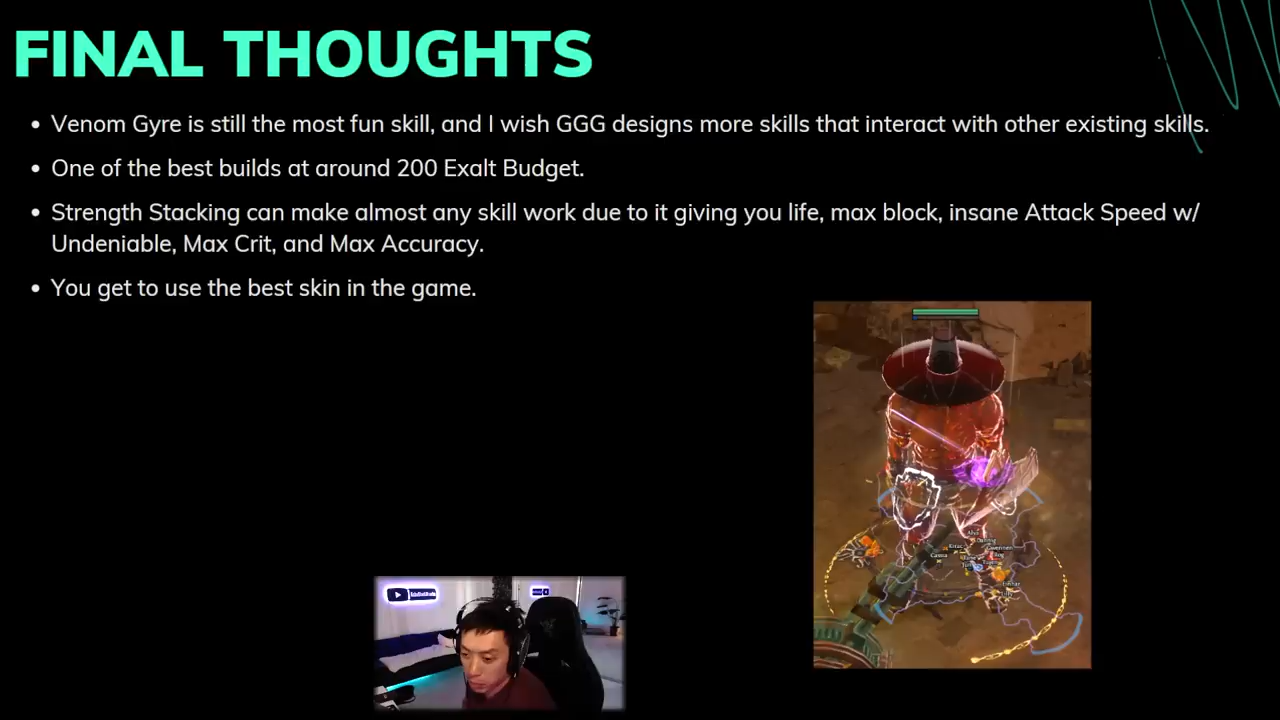 FINAL THOUGHTS
• Venom Gyre is still the most fun skill, and I wish GGG designs more skills that interact with other existing skills.
• One of the best builds at around 200 Exalt Budget.
• Strength Stacking can make almost any skill work due to it giving you life, max block, insane Attack Speed w/
Undeniable, Max Crit, and Max Accuracy.
• You get to use the best skin in the game.